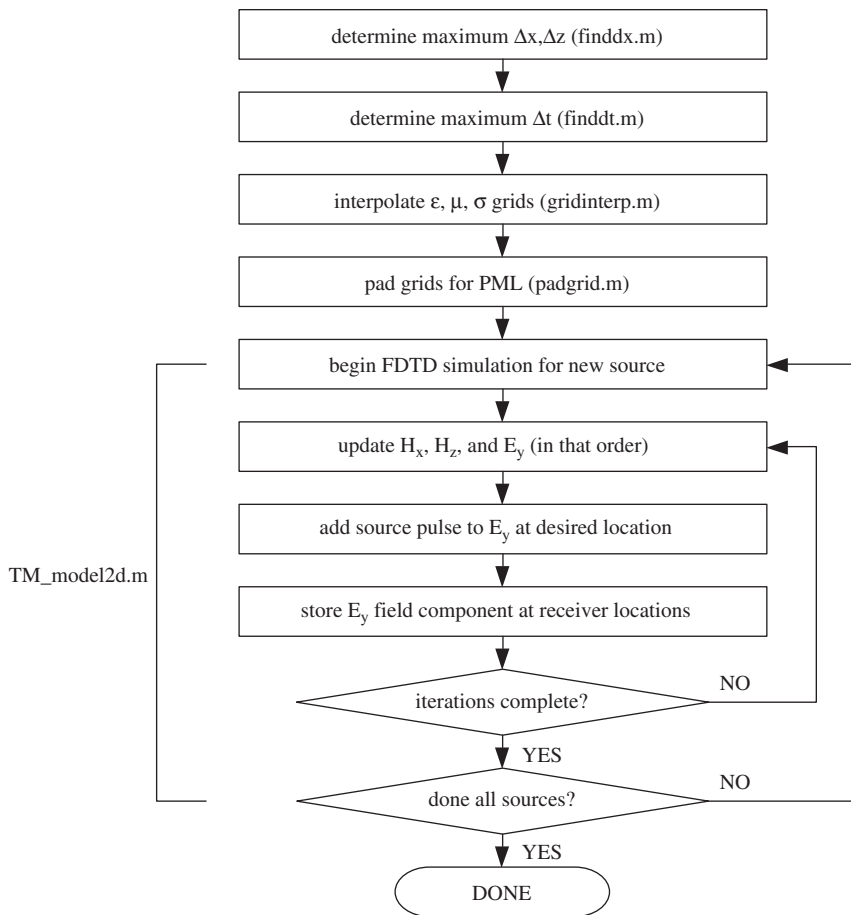 determine maximum Δx,Δz (finddx.m)
determine maximum Δt (finddt.m)
interpolate ε, μ, σ grids (gridinterp.m)
pad grids for PML (padgrid.m)
begin FDTD simulation for new source
update Hx, Hz, and Ey (in that order)
add source pulse to Ey at desired location
TM_model2d.m
store Ey field component at receiver locations
iterations complete?
NO
YES
done all sources?
NO
YES
DONE